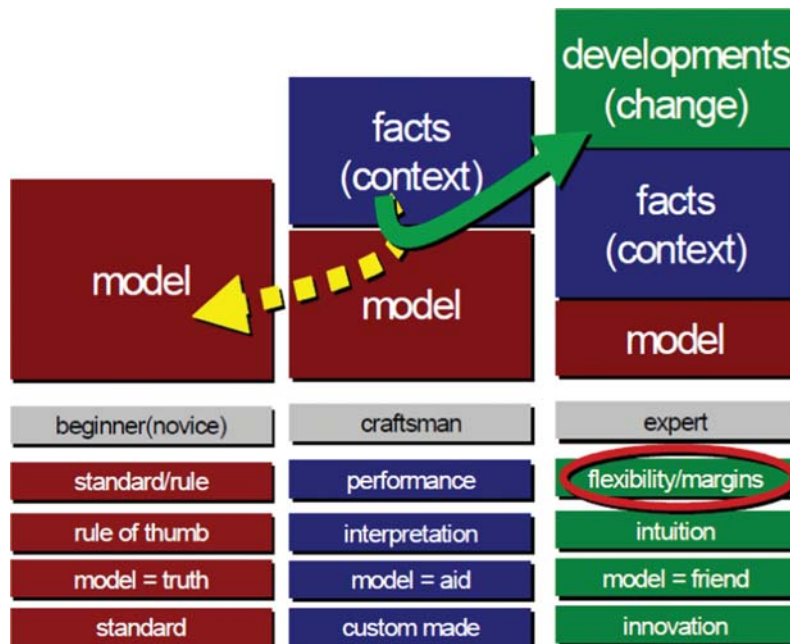 model
facts
(context)
model
developments
(change)
facts
(context)
model
beginner(novice)
craftsman
expert
standard/rule
performance
flexibility/margins
rule of thumb
interpretation
intuition
model = truth
model = aid
model = friend
standard
custom made
innovation